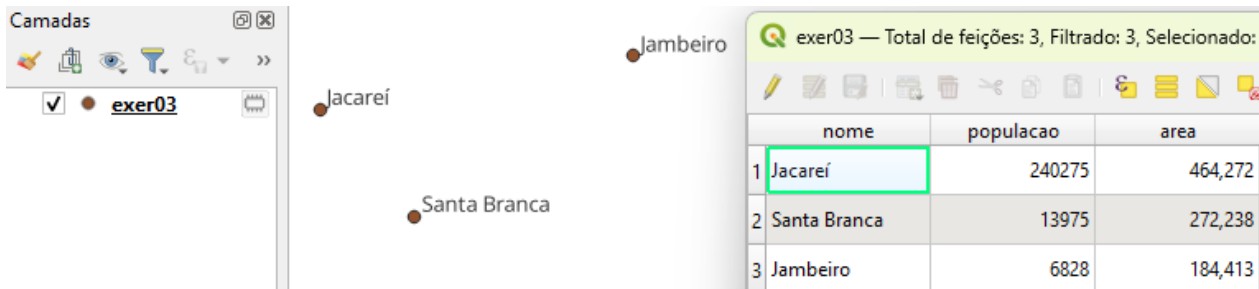 Camadas
exer03
Jacareí
Santa Branca
Jambeiro
exer03 — Total de feições: 3, Filtrado: 3, Selecionado:
nome populacao area
1 Jacareí 240275 464,272
2 Santa Branca 13975 272,238
3 Jambeiro 6828 184,413